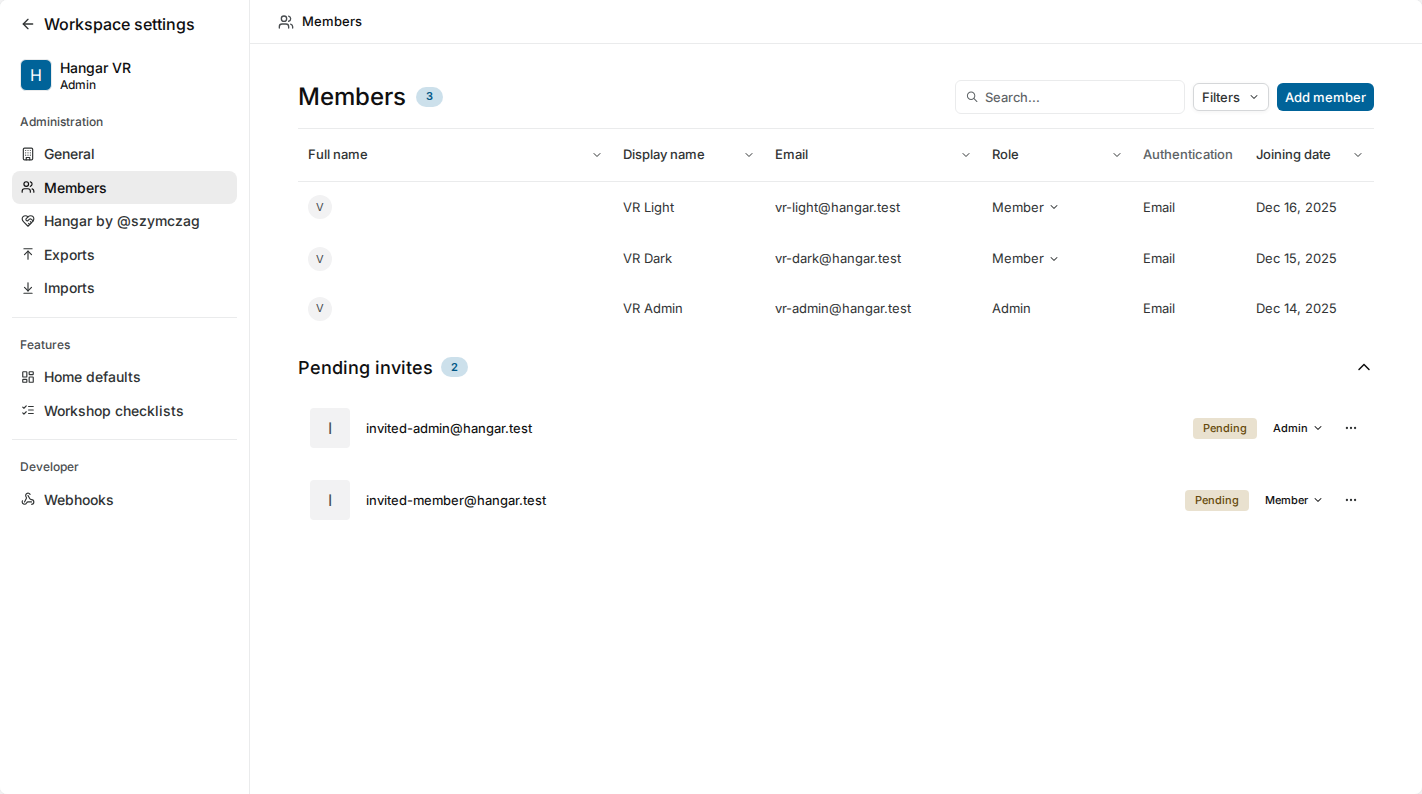 Workspace settings
H
Hangar VR
Admin
Administration
General
Members
Hangar by @szymczag
Exports
Imports
Features
Home defaults
Workshop checklists
Developer
Webhooks
Members
Members 3
Search...
Filters
Add member
Full name Display name Email Role Authentication Joining date
V VR Light vr-light@hangar.test Member Email Dec 16, 2025
V VR Dark vr-dark@hangar.test Member Email Dec 15, 2025
V VR Admin vr-admin@hangar.test Admin Email Dec 14, 2025
Pending invites 2
I invited-admin@hangar.test Pending Admin
I invited-member@hangar.test Pending Member